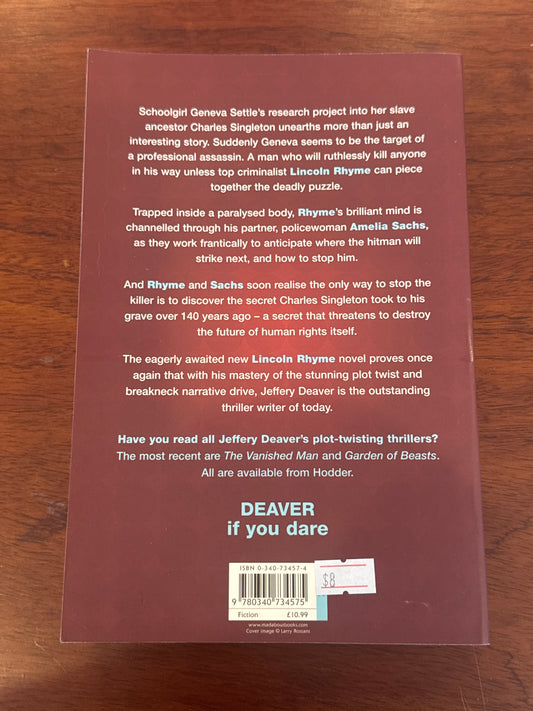 Schoolgirl Geneva Settle's research project into her slave
ancestor Charles Singleton unearths more than just an
interesting story. Suddenly Geneva seems to be the target of
a professional assassin. A man who will ruthlessly kill anyone
in his way unless top criminalist Lincoln Rhyme can piece
together the deadly puzzle.
Trapped inside a paralysed body, Rhyme's brilliant mind is
channelled through his partner, policewoman Amelia Sachs,
as they work frantically to anticipate where the hitman will
strike next, and how to stop him.
And Rhyme and Sachs soon realise the only way to stop the
killer is to discover the secret Charles Singleton took to his
grave over 140 years ago – a secret that threatens to destroy
the future of human rights itself.
The eagerly awaited new Lincoln Rhyme novel proves once
again that with his mastery of the stunning plot twist and
breakneck narrative drive, Jeffery Deaver is the outstanding
thriller writer of today.
Have you read all Jeffery Deaver's plot-twisting thrillers?
The most recent are The Vanished Man and Garden of Beasts.
All are available from Hodder.
DEAVER
if you dare
ISBN 0-340-73457-4
$8
9 780340 734575
Fiction £10.99
www.madaboutbooks.com
Cover image © Larry Rostant